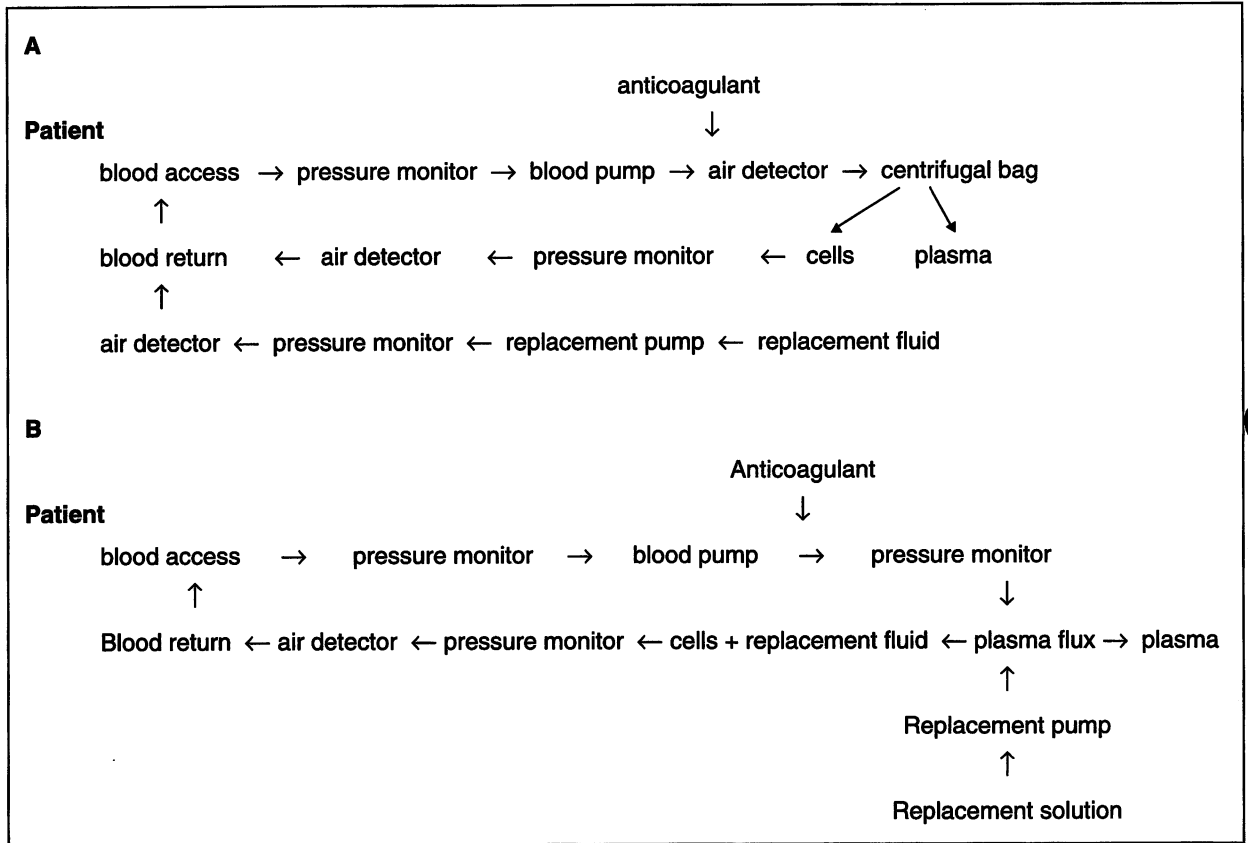 A
anticoagulant
↓
Patient
blood access → pressure monitor → blood pump → air detector → centrifugal bag
↑
blood return ← air detector ← pressure monitor ← cells plasma
↑
air detector ← pressure monitor ← replacement pump ← replacement fluid
B
Anticoagulant
↓
Patient
blood access → pressure monitor → blood pump → pressure monitor
↑ ↓
Blood return ← air detector ← pressure monitor ← cells + replacement fluid ← plasma flux → plasma
↑
Replacement pump
↑
Replacement solution